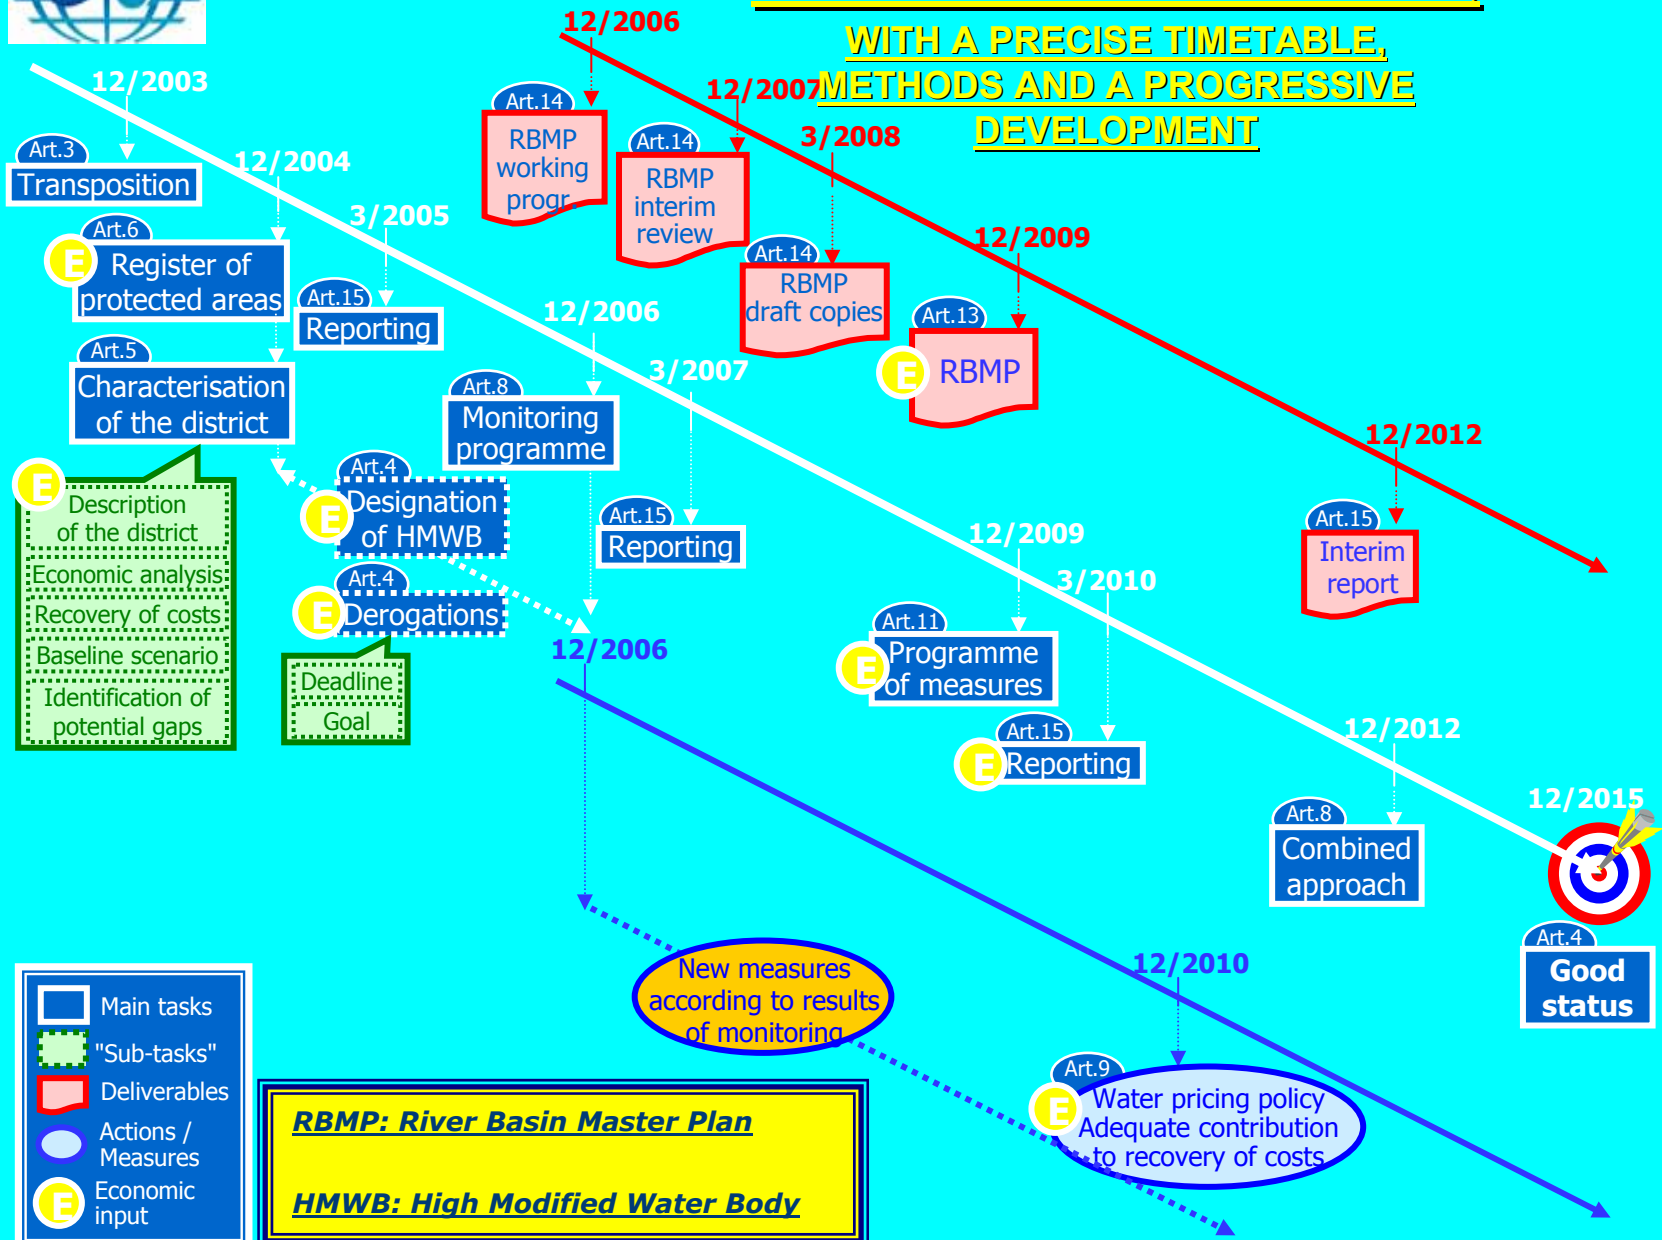 WITH A PRECISE TIMETABLE,
METHODS AND A PROGRESSIVE
DEVELOPMENT
12/2003
Art.3
Transposition
12/2004
Art.6
E
Register of
protected areas
3/2005
Art.15
Reporting
Art.5
Characterisation
of the district
E
Description
of the district
Economic analysis
Recovery of costs
Baseline scenario
Identification of
potential gaps
Art.4
E
Designation
of HMWB
Art.4
E
Derogations
Deadline
Goal
12/2006
Art.8
Monitoring
programme
3/2007
Art.15
Reporting
12/2009
Art.11
E
Programme
of measures
3/2010
Art.15
E
Reporting
12/2012
Art.8
Combined
approach
12/2015
Art.4
Good
status
12/2006
Art.14
RBMP
working
progr.
12/2007
Art.14
RBMP
interim
review
3/2008
Art.14
RBMP
draft copies
12/2009
Art.13
E
RBMP
12/2012
Art.15
Interim
report
12/2006
New measures
according to results
of monitoring
12/2010
Art.9
E
Water pricing policy
Adequate contribution
to recovery of costs
Main tasks
"Sub-tasks"
Deliverables
Actions /
Measures
E
Economic
input
RBMP: River Basin Master Plan
HMWB: High Modified Water Body